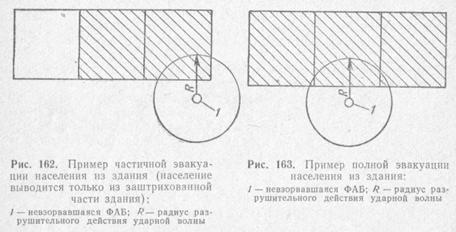 R
1
R
1
Рис. 162. Пример частичной эвакуа-
ции населения из здания (население
выводится только из заштрихованной
части здания):
1 — невзорвавшаяся ФАБ; R — радиус раз-
рушительного действия ударной волны
Рис. 163. Пример полной эвакуации
населения из здания:
1 — невзорвавшаяся ФАБ; R — радиус раз-
рушительного действия ударной волны